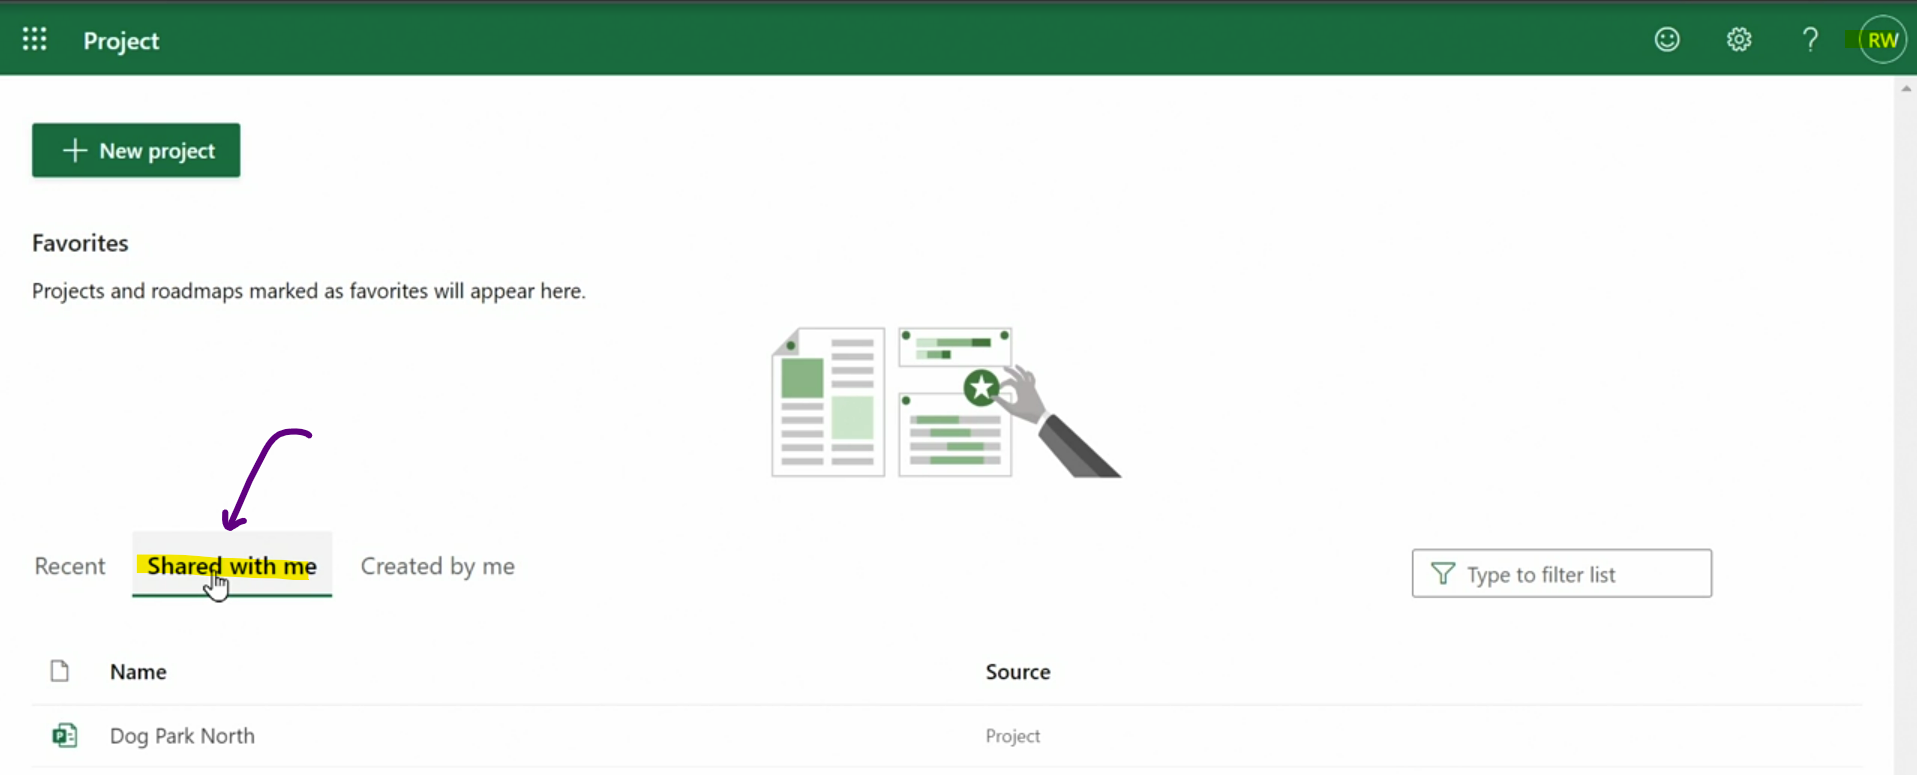 Project
RW
New project
Favorites
Projects and roadmaps marked as favorites will appear here.
Recent
Shared with me
Created by me
Type to filter list
Name
Source
Dog Park North
Project